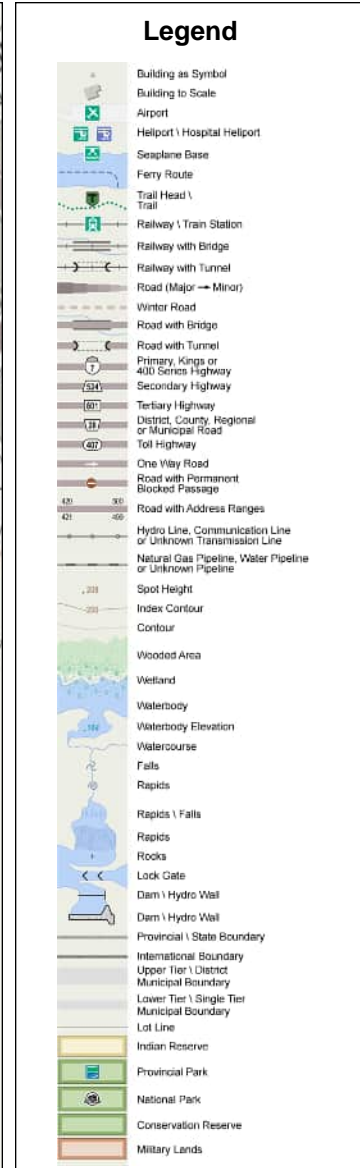 Legend
Building as Symbol
Building to Scale
Airport
Heliport \ Hospital Heliport
Seaplane Base
Ferry Route
T
Trail Head \
Trail
Railway \ Train Station
Railway with Bridge
Railway with Tunnel
Road (Major → Minor)
Winter Road
Road with Bridge
Road with Tunnel
7
Primary, Kings or
400 Series Highway
534
Secondary Highway
Tertiary Highway
28
District, County, Regional
or Municipal Road
407
Toll Highway
One Way Road
Road with Permanent
Blocked Passage
Road with Address Ranges
Hydro Line, Communication Line
or Unknown Transmission Line
Natural Gas Pipeline, Water Pipeline
or Unknown Pipeline
Spot Height
Index Contour
Contour
Wooded Area
Wetland
Waterbody
Waterbody Elevation
Watercourse
Falls
Rapids
Rapids \ Falls
Rapids
Rocks
Lock Gate
Dam \ Hydro Wall
Dam \ Hydro Wall
Provincial \ State Boundary
International Boundary
Upper Tier \ District
Municipal Boundary
Lower Tier \ Single Tier
Municipal Boundary
Lot Line
Indian Reserve
Provincial Park
National Park
Conservation Reserve
Military Lands